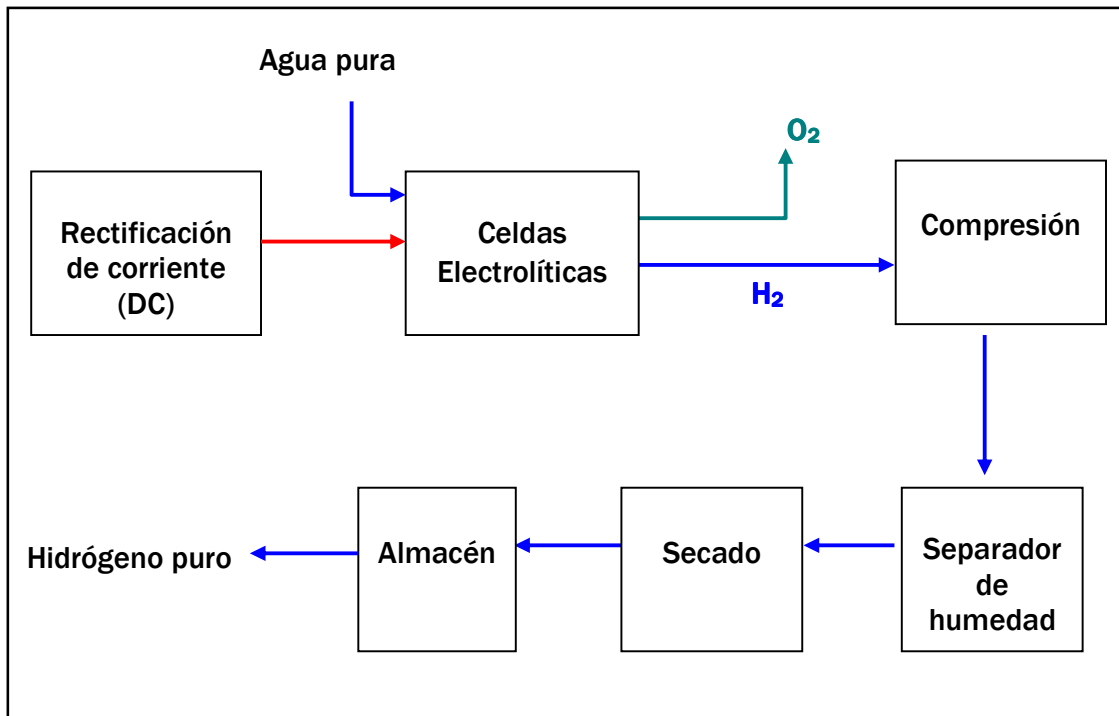 Agua pura
O₂
Rectificación
de corriente
(DC)
Celdas
Electrolíticas
Compresión
H₂
Hidrógeno puro
Almacén
Secado
Separador
de
humedad